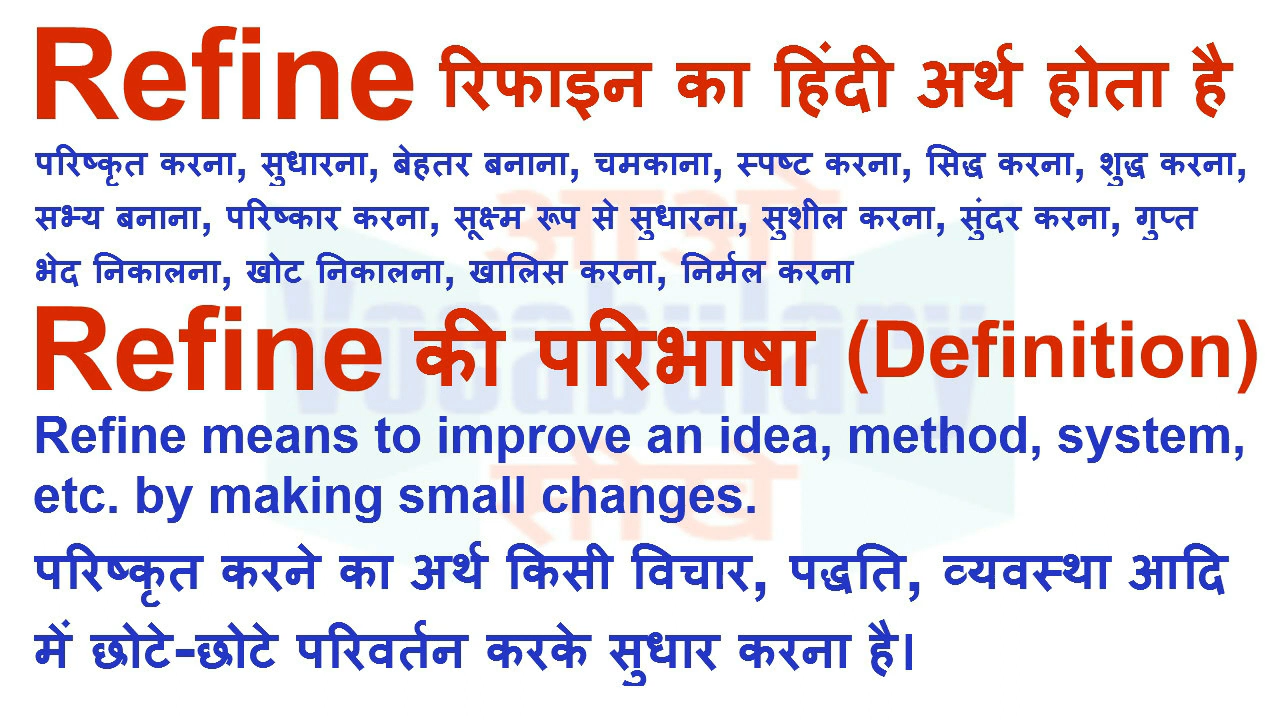 Refine रिफाइन का हिंदी अर्थ होता है
परिष्कृत करना, सुधारना, बेहतर बनाना, चमकाना, स्पष्ट करना, सिद्ध करना, शुद्ध करना,
सभ्य बनाना, परिष्कार करना, सूक्ष्म रूप से सुधारना, सुशील करना, सुंदर करना, गुप्त
भेद निकालना, खोट निकालना, खालिस करना, निर्मल करना
Refine की परिभाषा (Definition)
Refine means to improve an idea, method, system,
etc. by making small changes.
परिष्कृत करने का अर्थ किसी विचार, पद्धति, व्यवस्था आदि
में छोटे-छोटे परिवर्तन करके सुधार करना है।
आओ
Vocabulary
सीखे